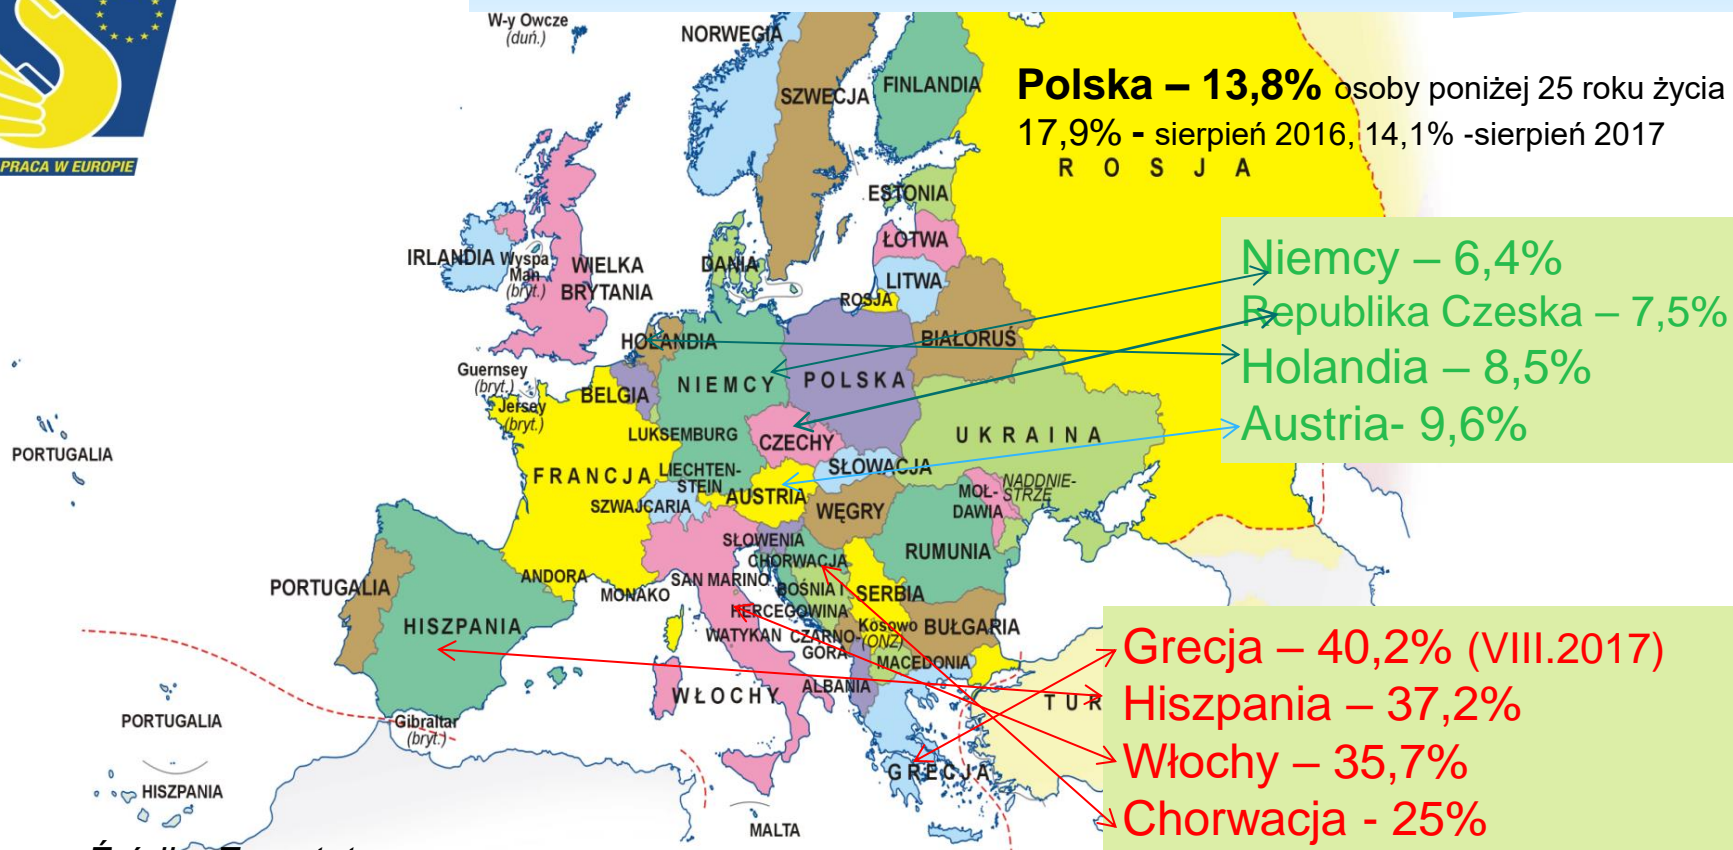 PRACA W EUROPIE
Polska – 13,8% osoby poniżej 25 roku życia
17,9% - sierpień 2016, 14,1% -sierpień 2017
W-y Owcze
(duń.)
NORWEGIA
SZWECJA
FINLANDIA
R O S J A
ESTONIA
ŁOTWA
LITWA
ROSJA
BIAŁORUŚ
IRLANDIA
Wyspa
Man
(bryt.)
WIELKA
BRYTANIA
DANIA
HOLANDIA
Guernsey
(bryt.)
Jersey
(bryt.)
BELGIA
NIEMCY
POLSKA
LUKSEMBURG
CZECHY
UKRAINA
PORTUGALIA
FRANCJA
LIECHTEN-
STEIN
SZWAJCARIA
AUSTRIA
SŁOWACJA
WĘGRY
MOŁ-
DAWIA
NADDNIE-
STRZE
SŁOWENIA
CHORWACJA
RUMUNIA
ANDORA
MONAKO
SAN MARINO
BOŚNIA I
HERCEGOWINA
SERBIA
PORTUGALIA
HISZPANIA
WATYKAN
CZARNO-
GÓRA
Kosowo
(ONZ)
BUŁGARIA
MACEDONIA
WŁOCHY
ALBANIA
TUR
PORTUGALIA
Gibraltar
(bryt.)
GRECJA
HISZPANIA
MALTA
Niemcy – 6,4%
Republika Czeska – 7,5%
Holandia – 8,5%
Austria- 9,6%
Grecja – 40,2% (VIII.2017)
Hiszpania – 37,2%
Włochy – 35,7%
Chorwacja - 25%